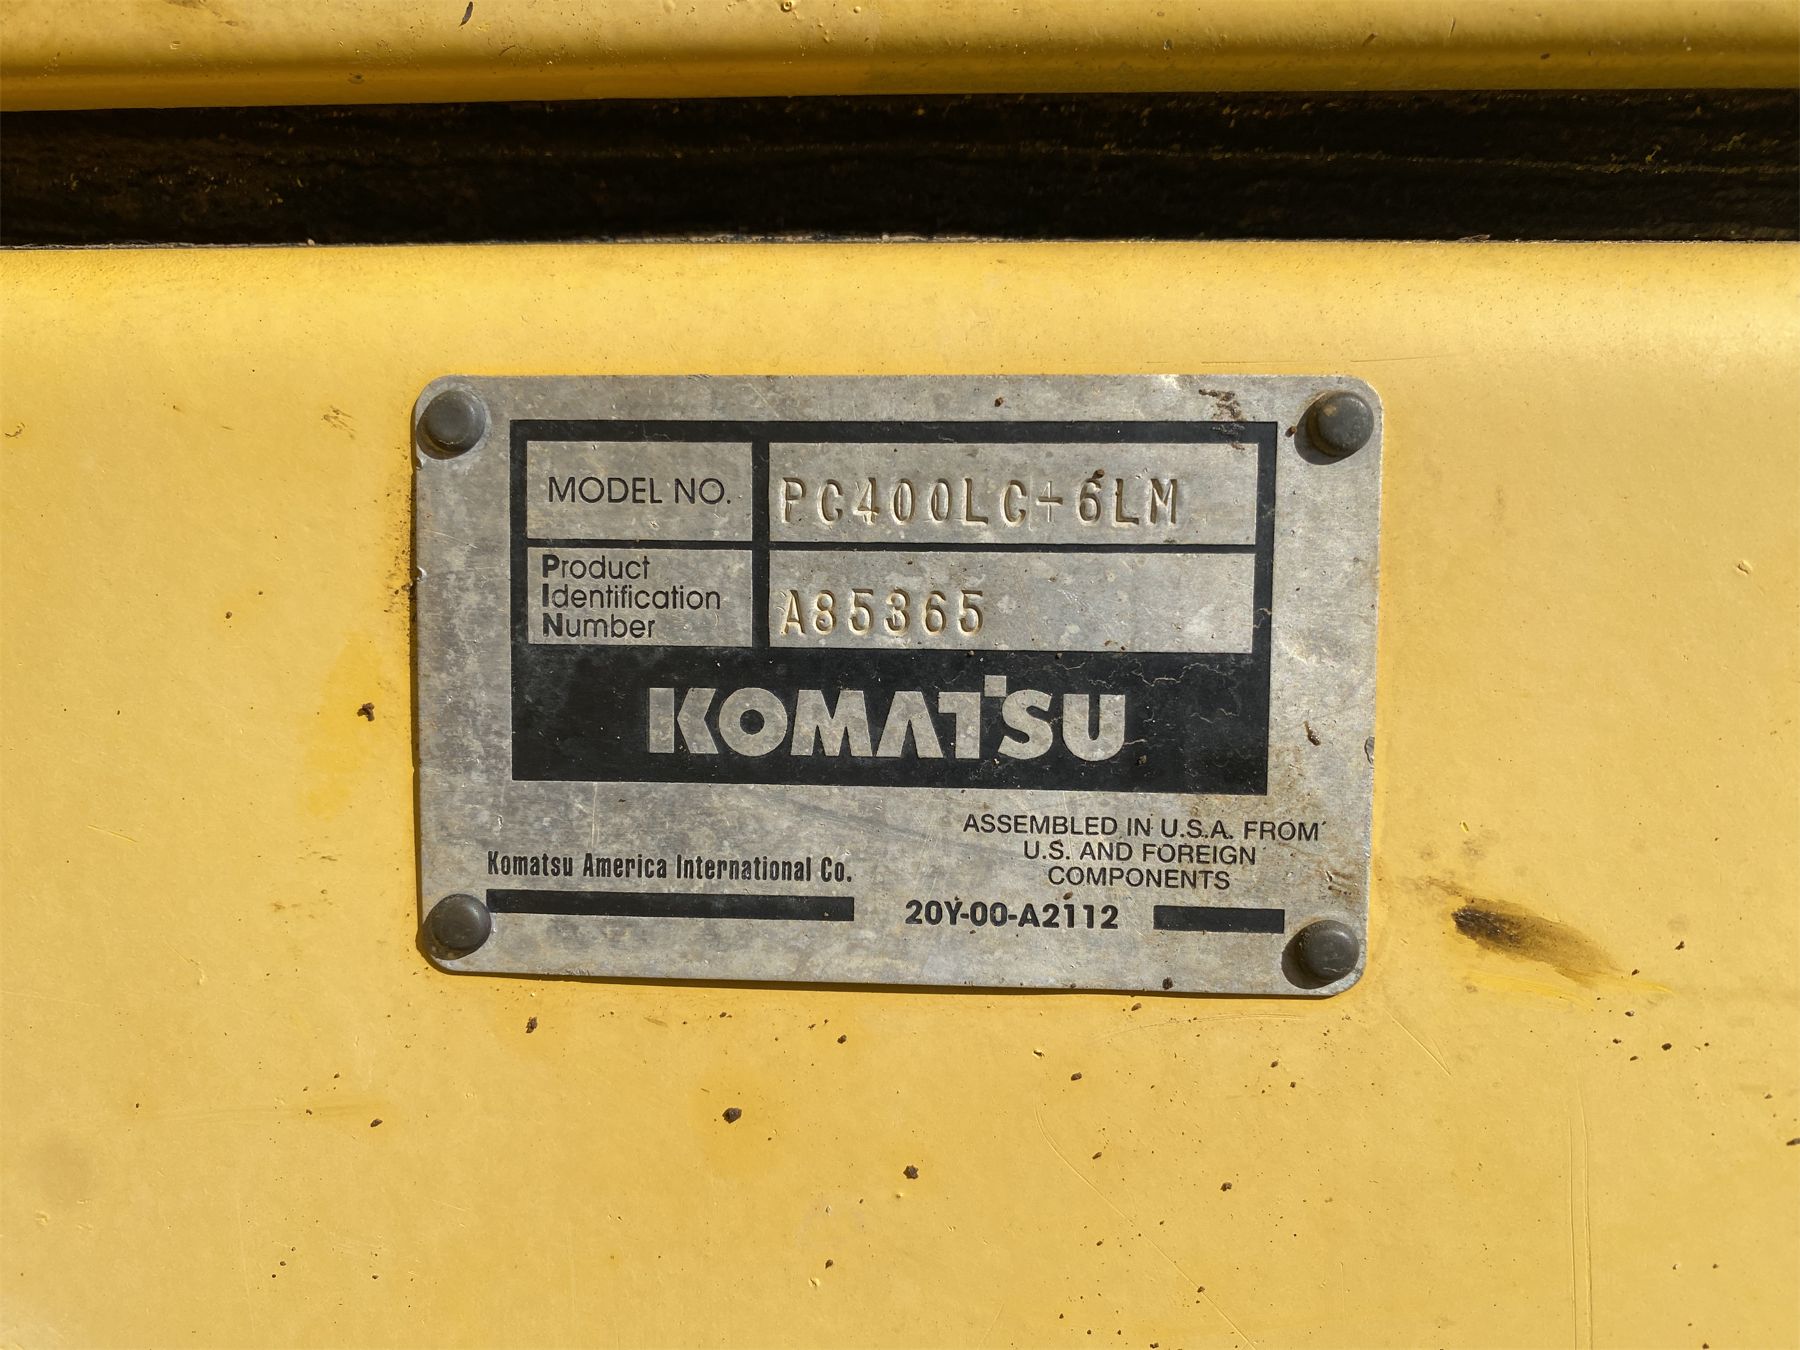 MODEL NO. PC400LC+6LM
Product
Identification
Number
A85365
KOMATSU
ASSEMBLED IN U.S.A. FROM
U.S. AND FOREIGN
COMPONENTS
Komatsu America International Co.
20Y-00-A2112